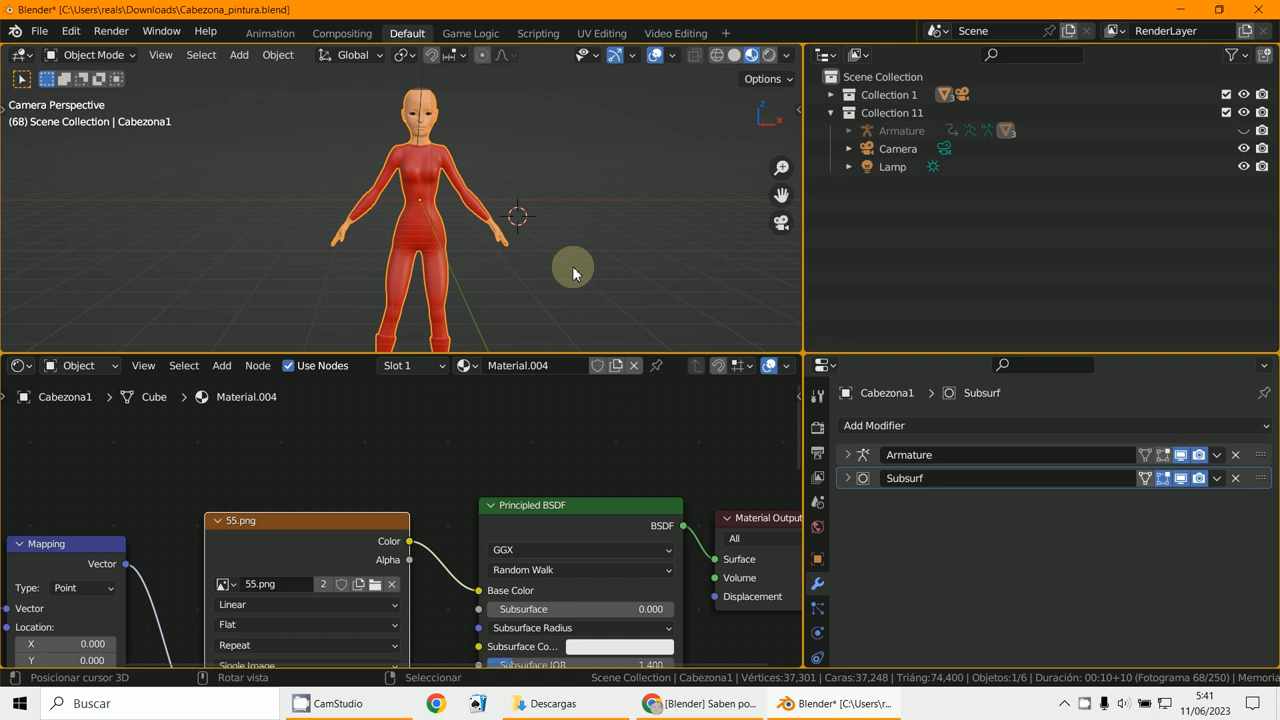 Blender* [C:\Users\reals\Downloads\Cabezona_pintura.blend]
File Edit Render Window Help Animation Compositing Default Game Logic Scripting UV Editing Video Editing + Scene RenderLayer
Object Mode View Select Add Object Global
Options
Camera Perspective
(68) Scene Collection | Cabezona1
Z
X
Scene Collection
Collection 1 3
Collection 11
Armature 3
Camera
Lamp
Object View Select Add Node Use Nodes Slot 1 Material.004
Cabezona1 > Cube > Material.004
Mapping
Vector
Type: Point
Vector
Location:
X 0.000
Y 0.000
55.png
Color
Alpha
55.png 2
Linear
Flat
Repeat
Single Image
Principled BSDF
BSDF
GGX
Random Walk
Base Color
Subsurface 0.000
Subsurface Radius
Subsurface Co...
Subsurface IOR 1.400
Material Output
All
Surface
Volume
Displacement
Cabezona1 > Subsurf
Add Modifier
Armature
Subsurf
Posicionar cursor 3D Rotar vista Seleccionar Scene Collection | Cabezona1 | Vértices:37,301 | Caras:37,248 | Triáng:74,400 | Objetos:1/6 | Duración: 00:10+10 (Fotograma 68/250) | Memoria
Buscar CamStudio Descargas [Blender] Saben po... Blender* [C:\Users\r...
5:41
11/06/2023